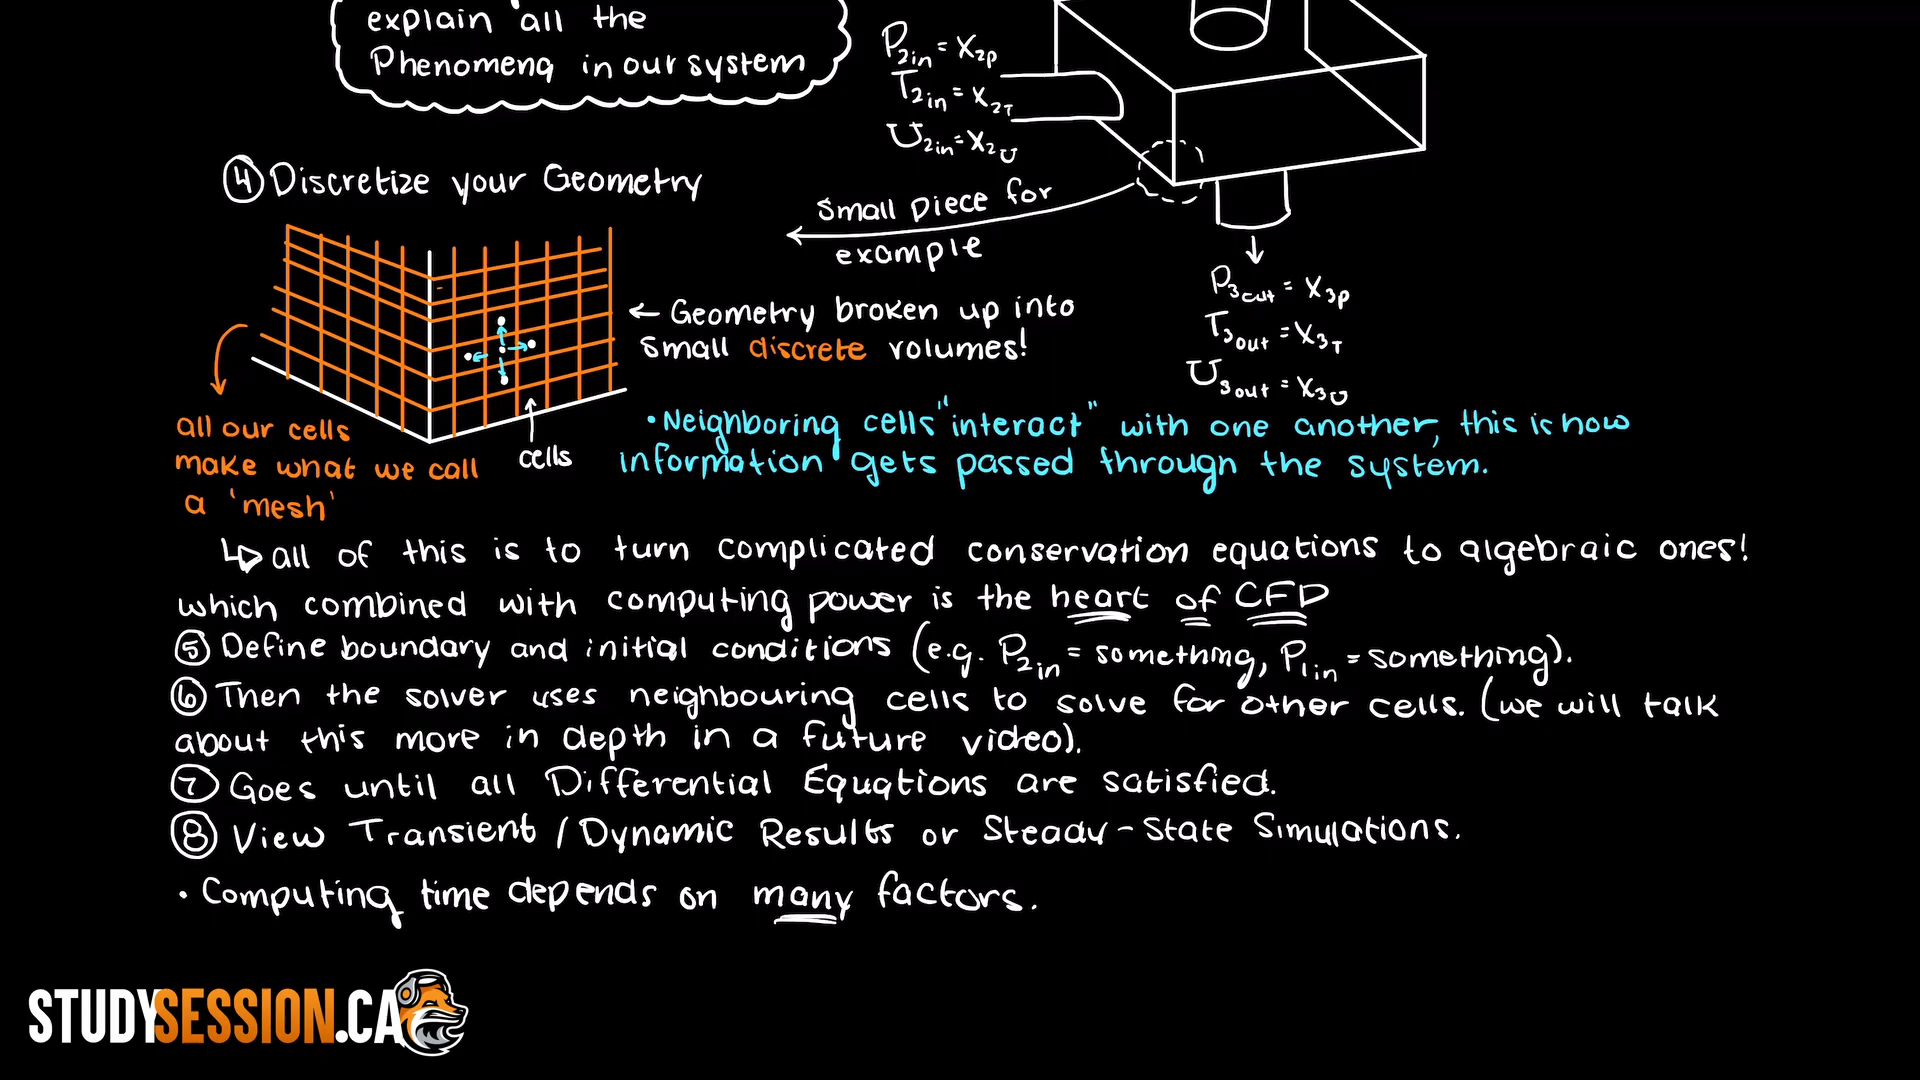 explain all the
Phenomena in our system
P2in = X2p
T2in = X2T
U2in = X2U
④ Discretize your Geometry
Small piece for
example
P3out = X3p
T3out = X3T
U3out = X3U
← Geometry broken up into
small discrete volumes!
• Neighboring cells "interact" with one another, this is how
information gets passed through the system.
all our cells
make what we call
a 'mesh'
cells
↳ all of this is to turn complicated conservation equations to algebraic ones!
which combined with computing power is the heart of CFD
⑤ Define boundary and initial conditions (e.g. P2in = something, P1in = something).
⑥ Then the solver uses neighbouring cells to solve for other cells. (we will talk
about this more in depth in a future video).
⑦ Goes until all Differential Equations are satisfied.
⑧ View Transient / Dynamic Results or Steady-State Simulations.
• Computing time depends on many factors.
STUDYSESSION.CA